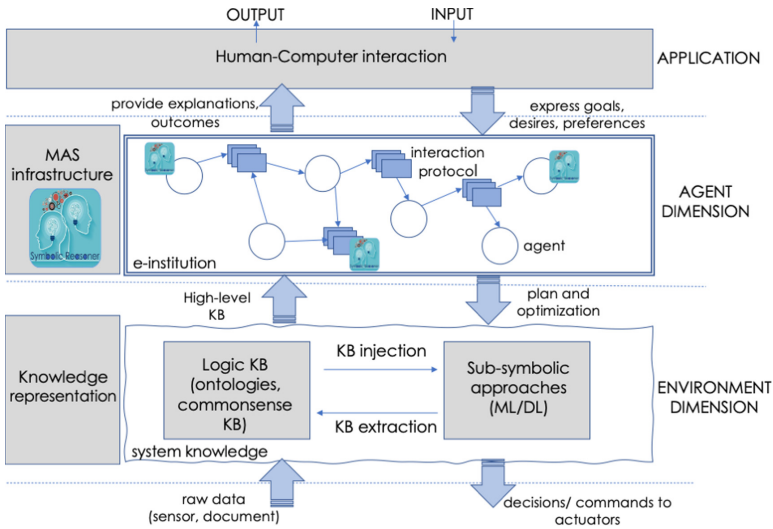 OUTPUT
INPUT
Human-Computer interaction
APPLICATION
provide explanations,
outcomes
express goals,
desires, preferences
MAS
infrastructure
Symbolic Reasoner
interaction
protocol
agent
e-institution
AGENT
DIMENSION
High-level
KB
plan and
optimization
Knowledge
representation
Logic KB
(ontologies,
commonsense
KB)
KB injection
KB extraction
Sub-symbolic
approaches
(ML/DL)
system knowledge
ENVIRONMENT
DIMENSION
raw data
(sensor, document)
decisions/ commands to
actuators